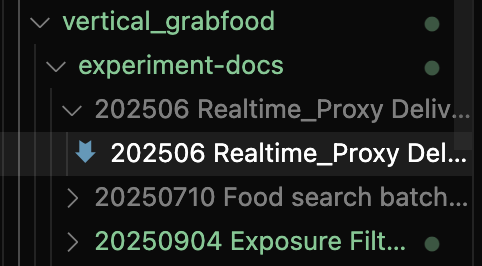 vertical_grabfood
experiment-docs
202506 Realtime_Proxy Deliv...
202506 Realtime_Proxy Del...
20250710 Food search batch...
20250904 Exposure Filt...